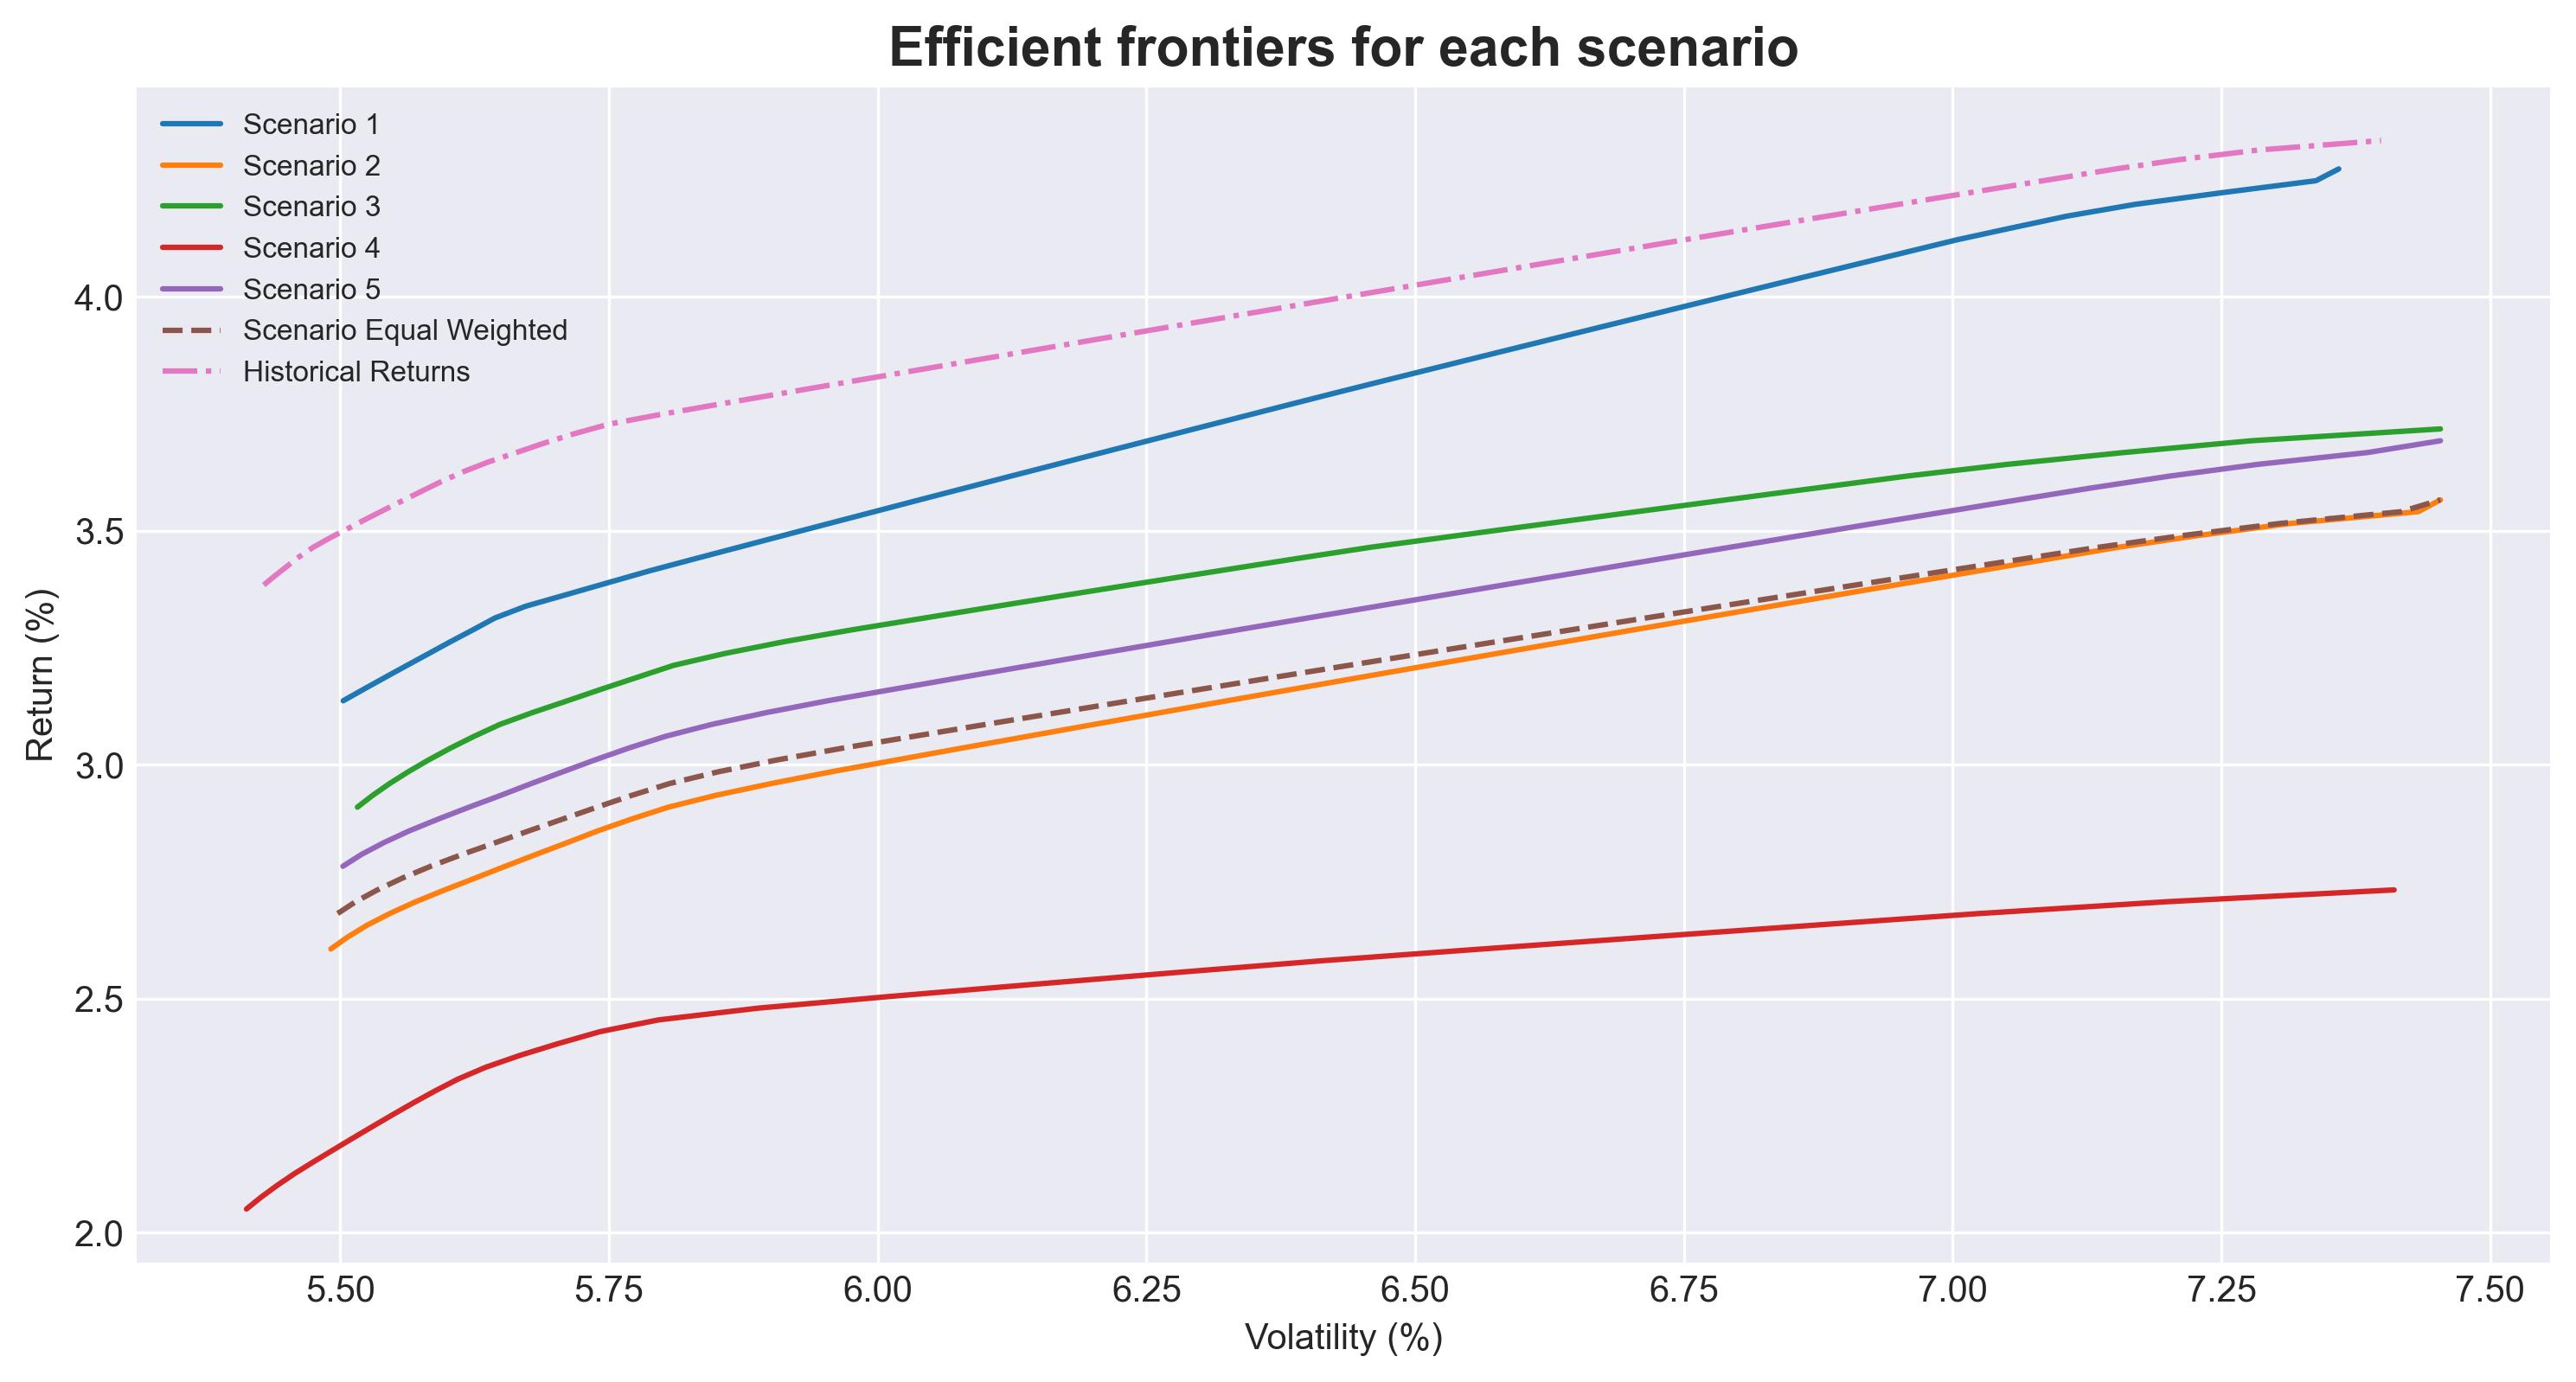 Efficient frontiers for each scenario
Scenario 1
Scenario 2
Scenario 3
Scenario 4
Scenario 5
Scenario Equal Weighted
Historical Returns
Return (%)
4.0
3.5
3.0
2.5
2.0
5.50 5.75 6.00 6.25 6.50 6.75 7.00 7.25 7.50
Volatility (%)